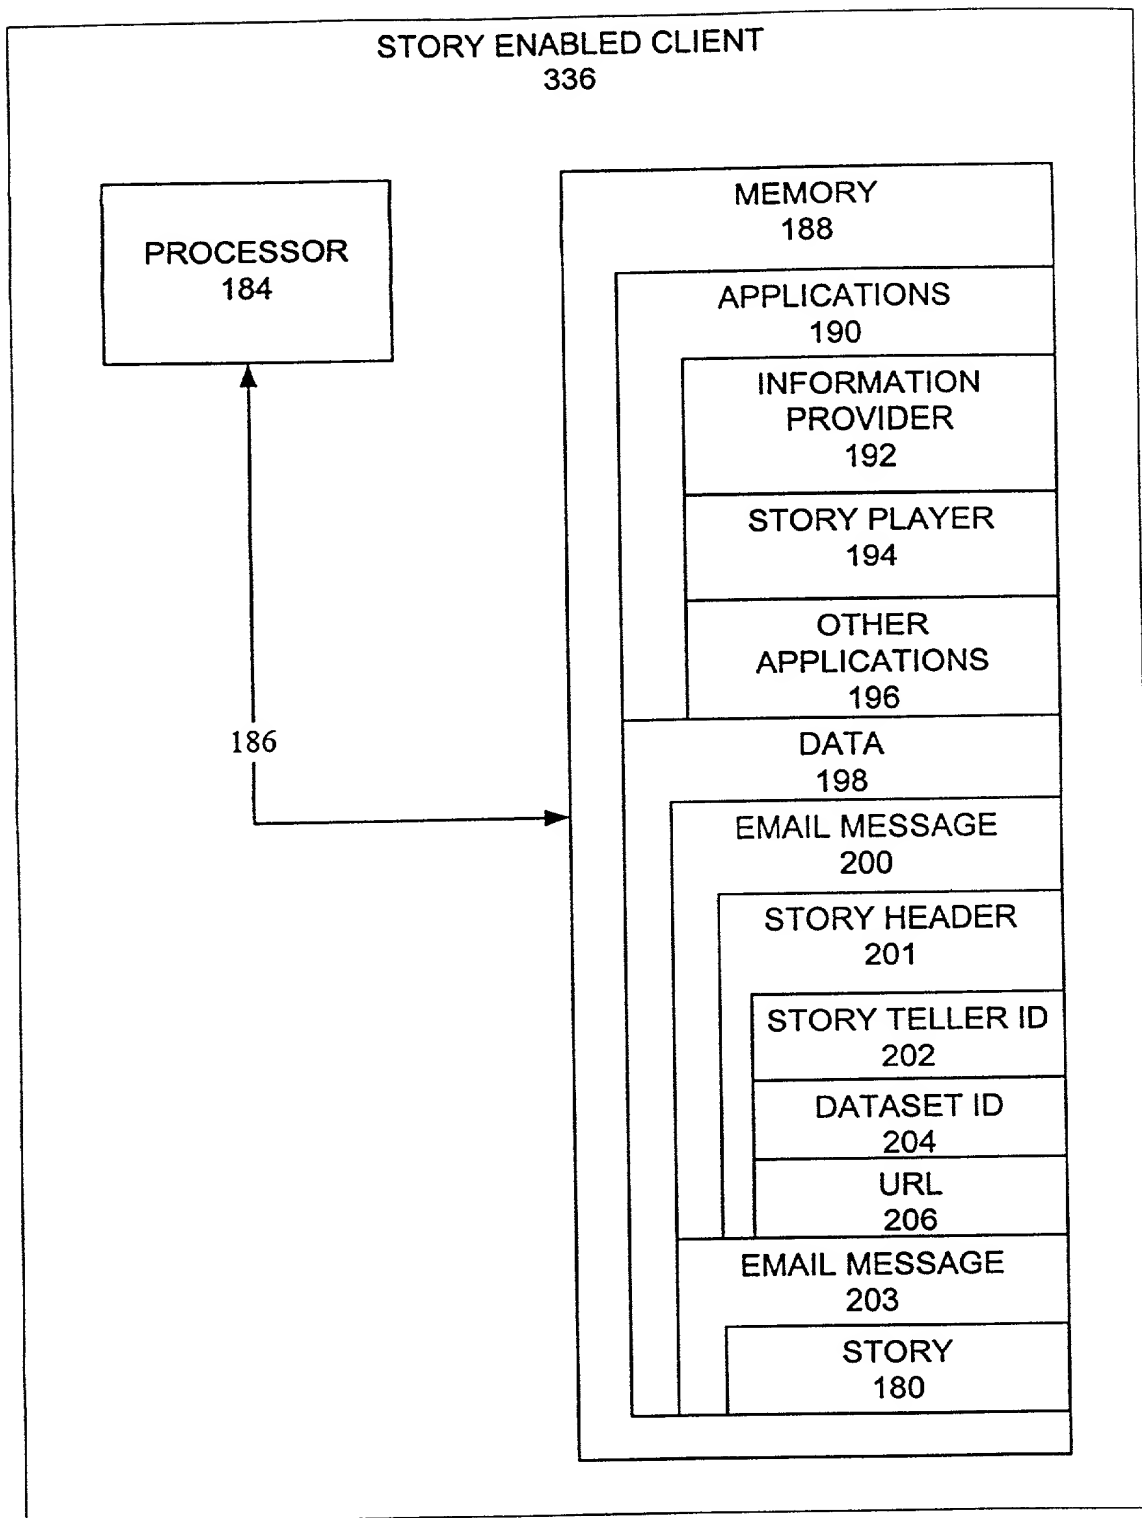 STORY ENABLED CLIENT
336
PROCESSOR
184
186
MEMORY
188
APPLICATIONS
190
INFORMATION
PROVIDER
192
STORY PLAYER
194
OTHER
APPLICATIONS
196
DATA
198
EMAIL MESSAGE
200
STORY HEADER
201
STORY TELLER ID
202
DATASET ID
204
URL
206
EMAIL MESSAGE
203
STORY
180